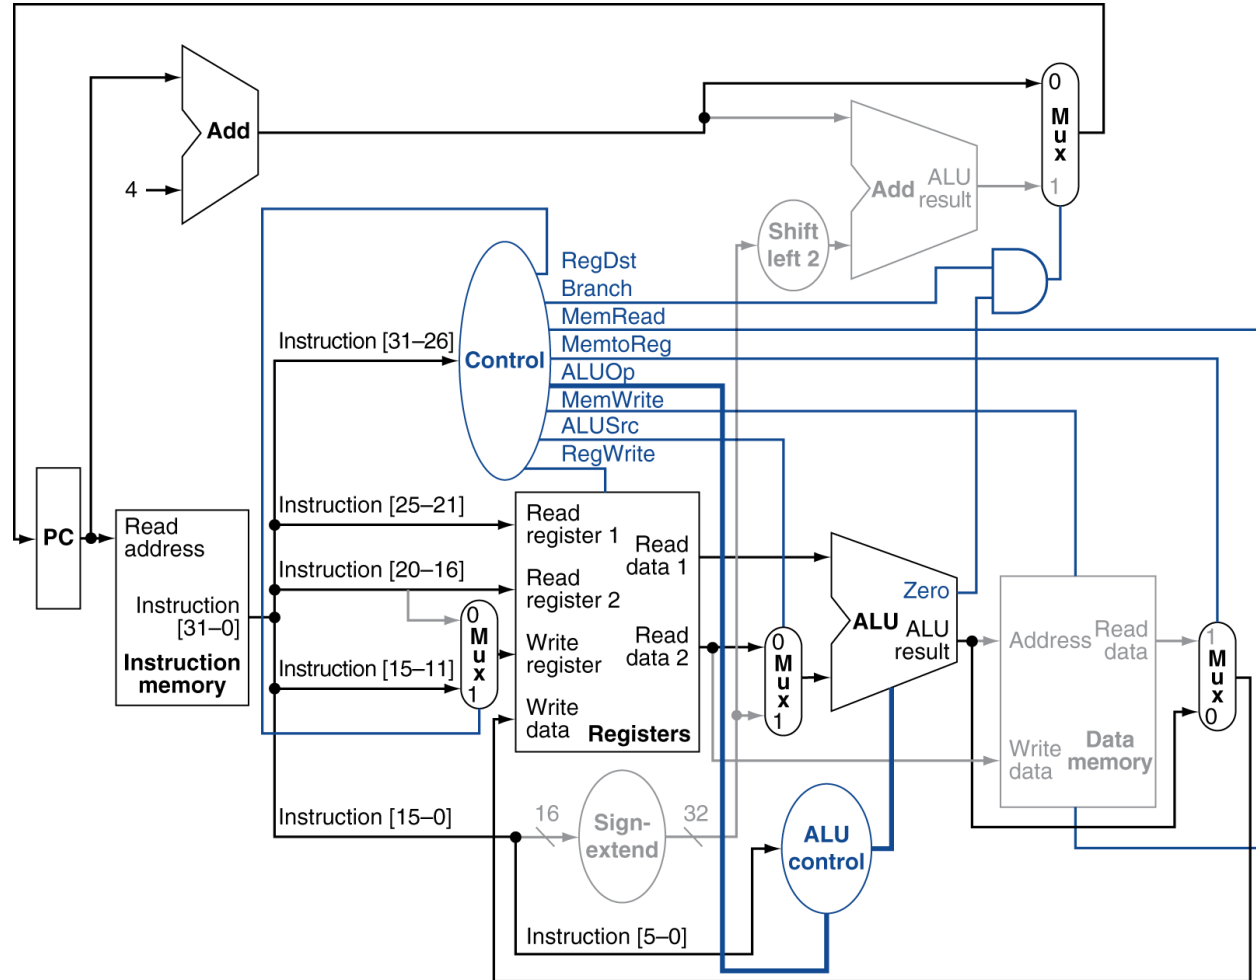 0
M
u
x
1
Add
4
Add
ALU
result
Shift
left 2
RegDst
Branch
MemRead
MemtoReg
ALUOp
MemWrite
ALUSrc
RegWrite
Control
Instruction [31–26]
Instruction [25–21]
Instruction [20–16]
Instruction [15–11]
Instruction [15–0]
Instruction [5–0]
PC
Read
address
Instruction
[31–0]
Instruction
memory
0
M
u
x
1
Read
register 1
Read
register 2
Write
register
Write
data
Read
data 1
Read
data 2
Registers
0
M
u
x
1
Zero
ALU
ALU
result
Address
Read
data
Write
data
Data
memory
1
M
u
x
0
16
Sign-
extend
32
ALU
control